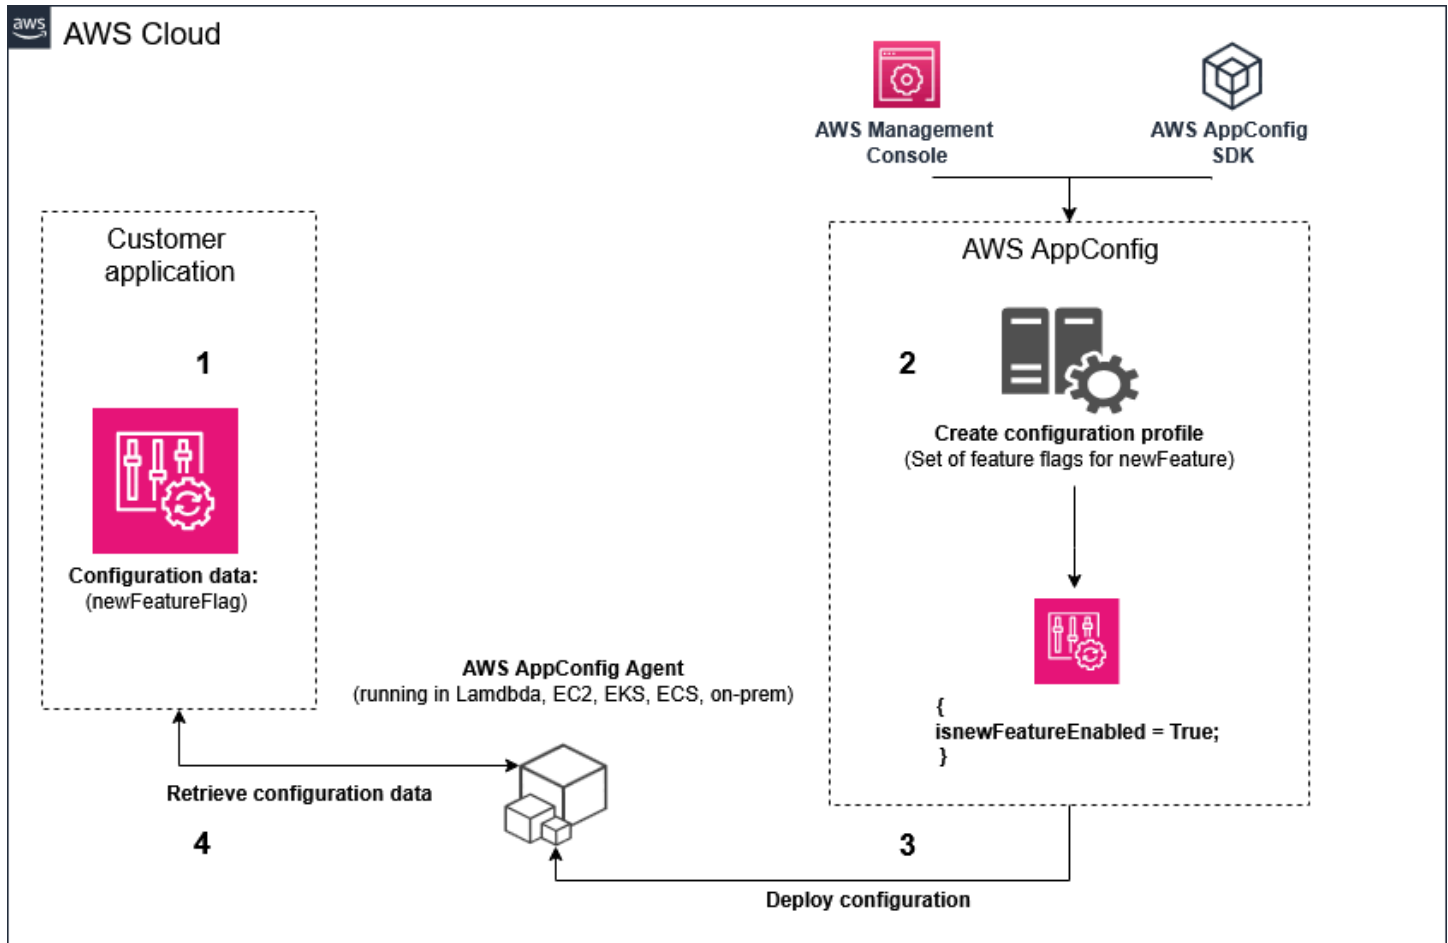 aws
AWS Cloud
AWS Management
Console
AWS AppConfig
SDK
Customer
application
1
Configuration data:
(newFeatureFlag)
AWS AppConfig
2
Create configuration profile
(Set of feature flags for newFeature)
{
isnewFeatureEnabled = True;
}
AWS AppConfig Agent
(running in Lamdbda, EC2, EKS, ECS, on-prem)
Retrieve configuration data
4
3
Deploy configuration